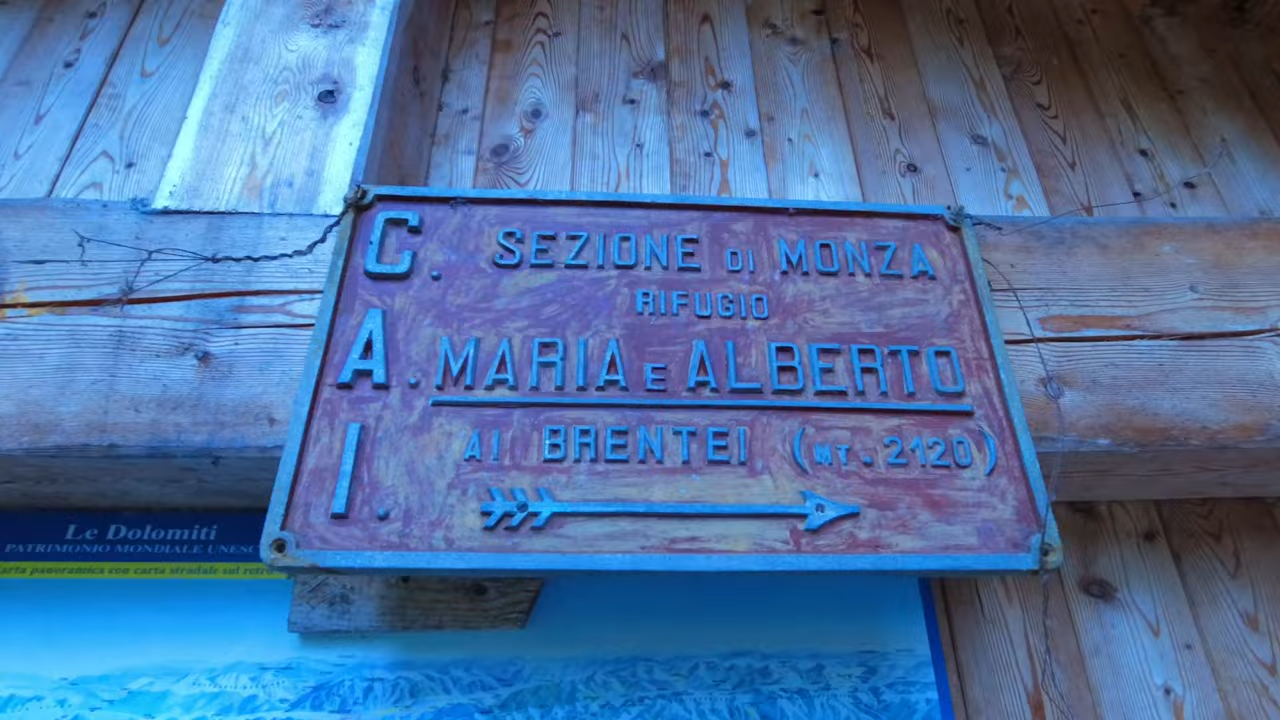 C. SEZIONE DI MONZA
RIFUGIO
A. MARIA E ALBERTO
AI BRENTEI (MT. 2120)
I.
Le Dolomiti
PATRIMONIO MONDIALE UNESC
Carta panoramica con carta stradale sul retro